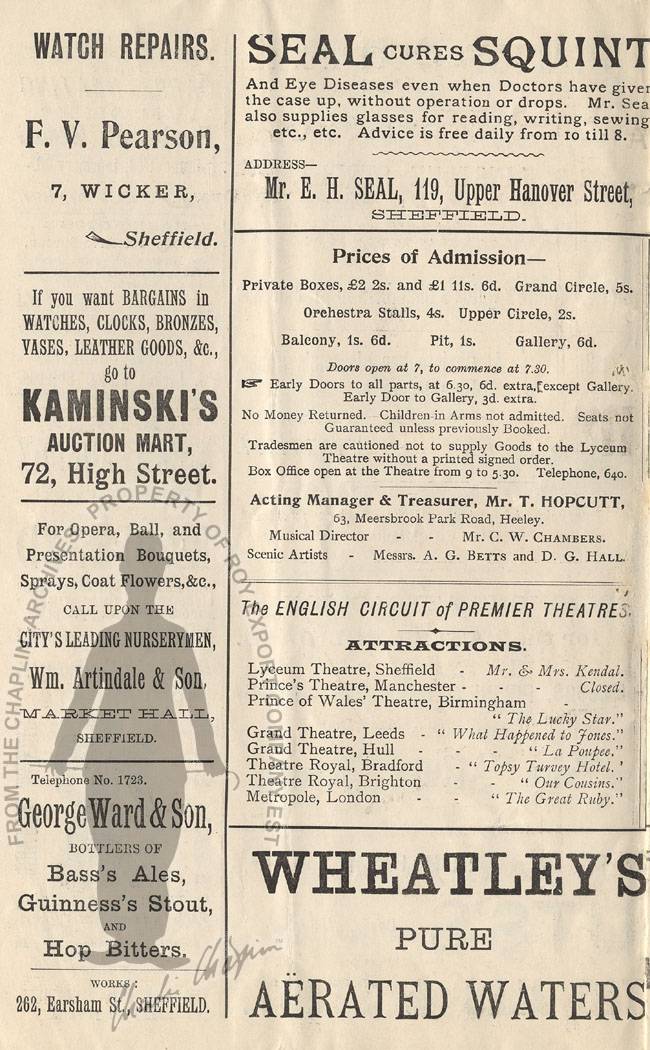 WATCH REPAIRS.
F. V. Pearson,
7, WICKER,
Sheffield.
If you want BARGAINS in
WATCHES, CLOCKS, BRONZES,
VASES, LEATHER GOODS, &c.,
go to
KAMINSKI'S
AUCTION MART,
72, High Street.
For Opera, Ball, and
Presentation Bouquets,
Sprays, Coat Flowers, &c.,
CALL UPON THE
CITY'S LEADING NURSERYMEN,
Wm. Artindale & Son,
MARKET HALL,
SHEFFIELD.
Telephone No. 1723.
George Ward & Son,
BOTTLERS OF
Bass's Ales,
Guinness's Stout,
AND
Hop Bitters.
WORKS:
262, Earsham St., SHEFFIELD.
SEAL CURES SQUINT
And Eye Diseases even when Doctors have given
the case up, without operation or drops. Mr. Sea
also supplies glasses for reading, writing, sewing
etc., etc. Advice is free daily from 10 till 8.
ADDRESS—
Mr. E. H. SEAL, 119, Upper Hanover Street,
SHEFFIELD.
Prices of Admission—
Private Boxes, £2 2s. and £1 11s. 6d. Grand Circle, 5s.
Orchestra Stalls, 4s. Upper Circle, 2s.
Balcony, 1s. 6d. Pit, 1s. Gallery, 6d.
Doors open at 7, to commence at 7.30.
☞ Early Doors to all parts, at 6.30, 6d. extra,[except Gallery.
Early Door to Gallery, 3d. extra.
No Money Returned. Children in Arms not admitted. Seats not
Guaranteed unless previously Booked.
Tradesmen are cautioned not to supply Goods to the Lyceum
Theatre without a printed signed order.
Box Office open at the Theatre from 9 to 5.30. Telephone, 640.
Acting Manager & Treasurer, Mr. T. HOPCUTT,
63, Meersbrook Park Road, Heeley.
Musical Director - - Mr. C. W. CHAMBERS.
Scenic Artists - Messrs. A. G. BETTS and D. G. HALL.
The ENGLISH CIRCUIT of PREMIER THEATRES.
ATTRACTIONS.
Lyceum Theatre, Sheffield - Mr. & Mrs. Kendal.
Prince's Theatre, Manchester - - - Closed.
Prince of Wales' Theatre, Birmingham -
"The Lucky Star."
Grand Theatre, Leeds - "What Happened to Jones."
Grand Theatre, Hull - - - "La Poupee."
Theatre Royal, Bradford - "Topsy Turvey Hotel.'
Theatre Royal, Brighton - - "Our Cousins."
Metropole, London - - "The Great Ruby."
WHEATLEY'S
PURE
AËRATED WATERS
FROM THE CHAPLIN ARCHIVES, PROPERTY OF ROY EXPORT COMPANY EST
Charlie Chaplin